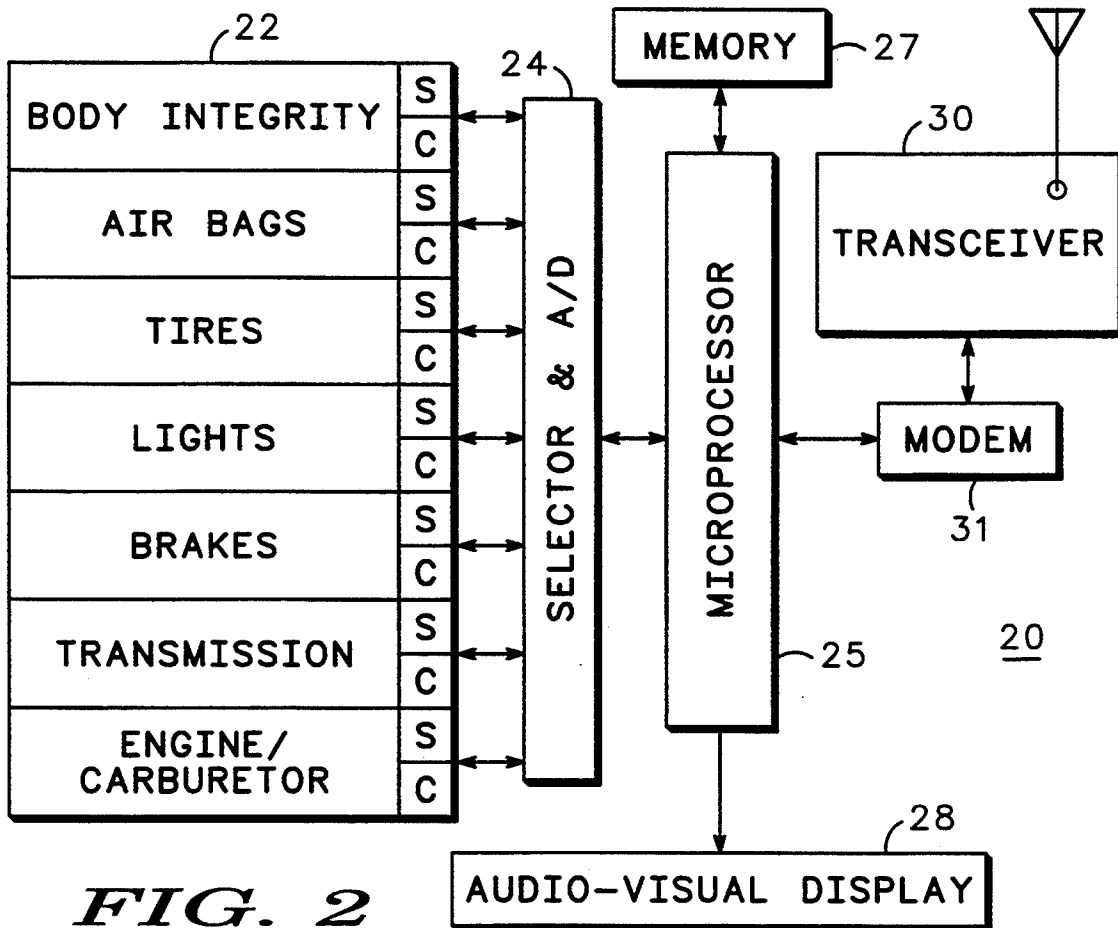 22
BODY INTEGRITY
S
C
AIR BAGS
S
C
TIRES
S
C
LIGHTS
S
C
BRAKES
S
C
TRANSMISSION
S
C
ENGINE/
CARBURETOR
S
C
24
SELECTOR & A/D
MEMORY
27
MICROPROCESSOR
25
30
TRANSCEIVER
MODEM
31
20
28
AUDIO-VISUAL DISPLAY
FIG. 2